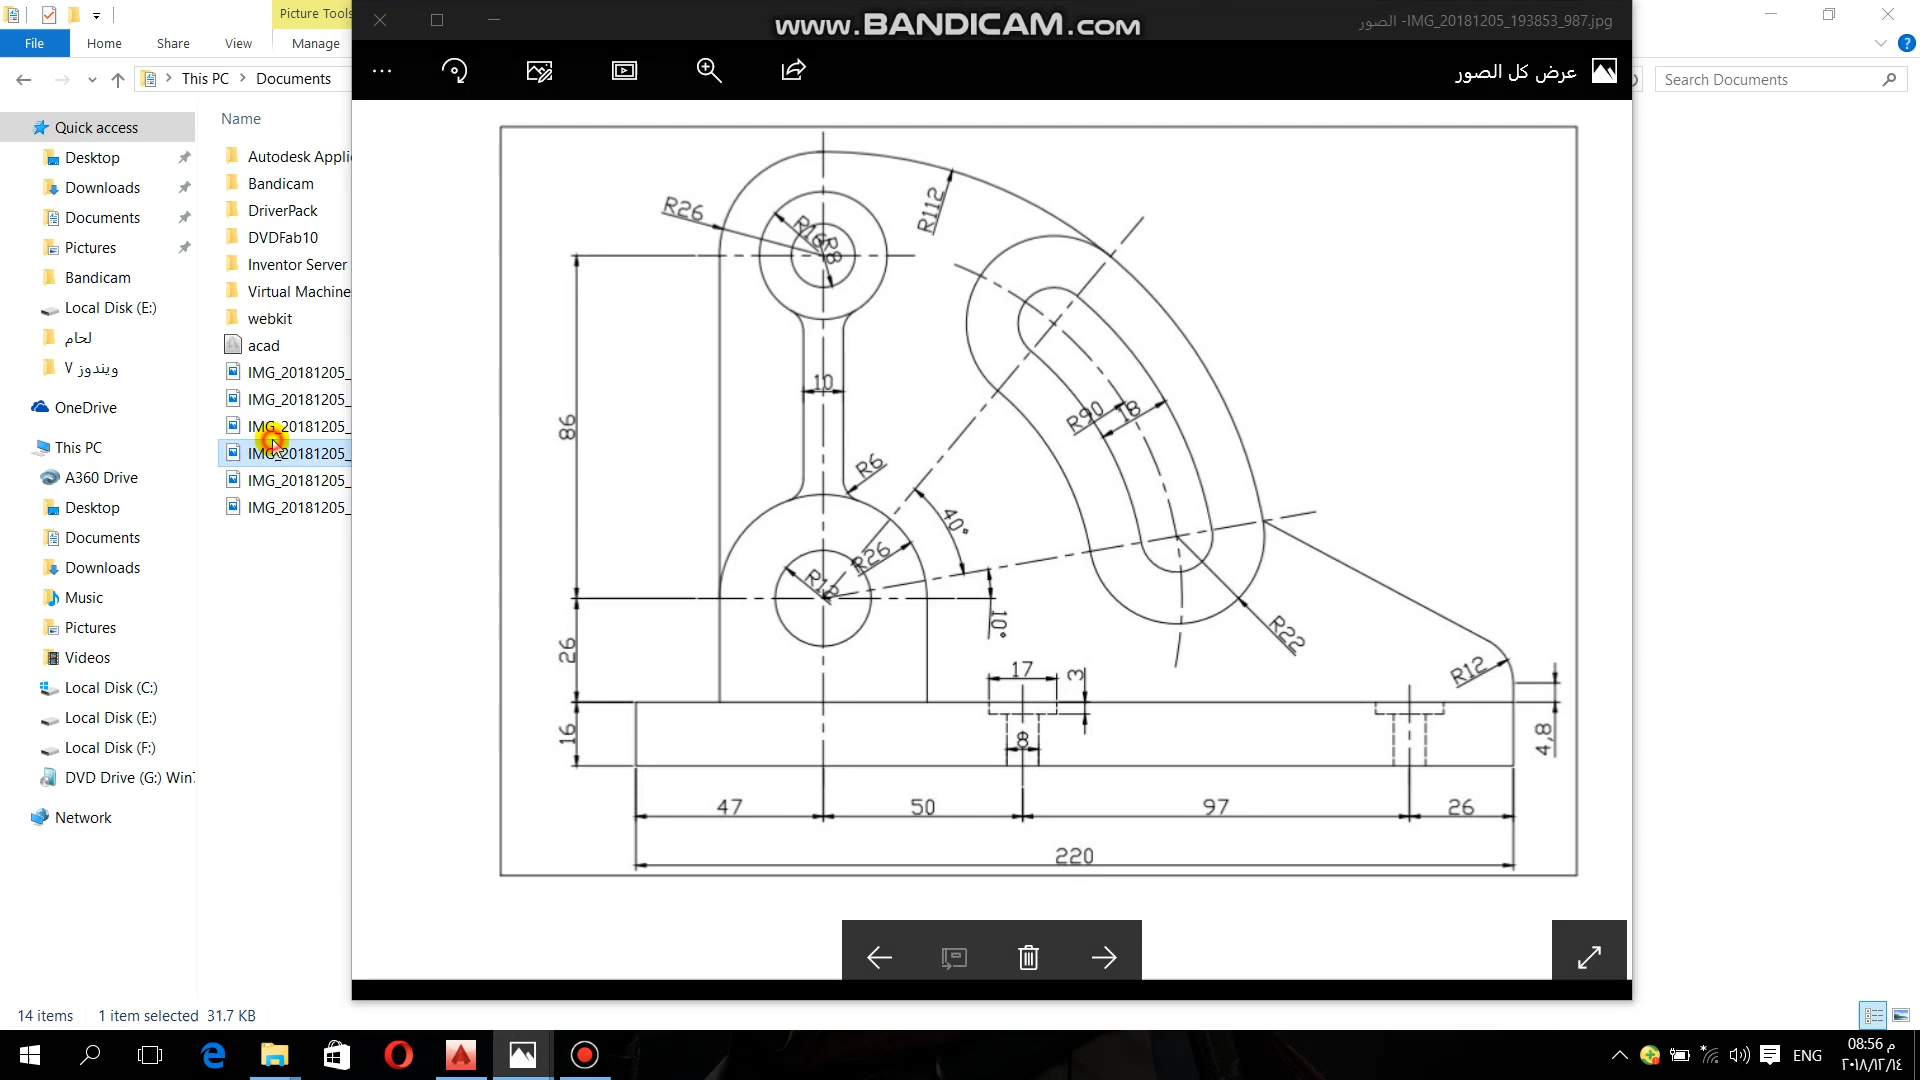 Picture Tools
www.BANDICAM.com
IMG_20181205_193853_987.jpg- الصور
File
Home
Share
View
Manage
This PC
Documents
عرض كل الصور
Search Documents
Quick access
Desktop
Downloads
Documents
Pictures
Bandicam
Local Disk (E:)
لحام
ويندوز 7
OneDrive
This PC
A360 Drive
Desktop
Documents
Downloads
Music
Pictures
Videos
Local Disk (C:)
Local Disk (E:)
Local Disk (F:)
DVD Drive (G:) Win
Network
Name
Autodesk Appli
Bandicam
DriverPack
DVDFab10
Inventor Server
Virtual Machine
webkit
acad
IMG_20181205_
IMG_20181205_
IMG_20181205_
IMG_20181205_
IMG_20181205_
IMG_20181205_
R26
R16
R8
R112
10
86
R90
18
R6
40°
R26
R12
10°
R22
26
17
3
R12
16
8
4,8
47
50
97
26
220
14 items
1 item selected 31.7 KB
ENG
08:56 م
٢٠١٨/١٢/١٤